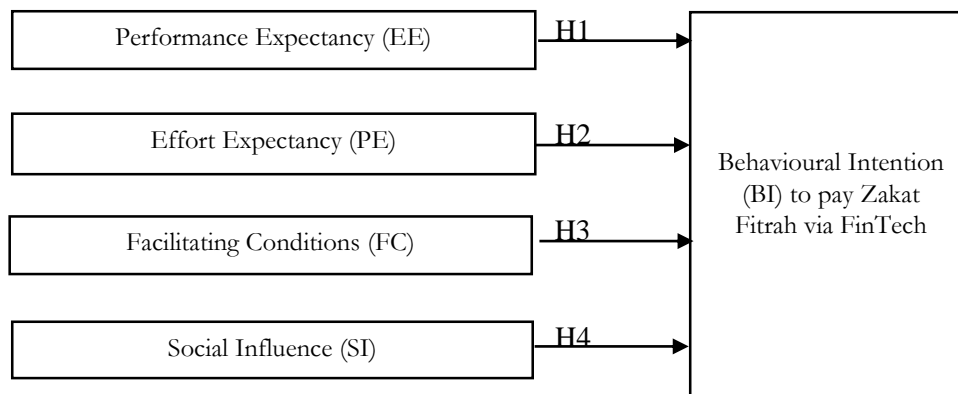 Performance Expectancy (EE)
H1
Effort Expectancy (PE)
H2
Behavioural Intention
(BI) to pay Zakat
Fitrah via FinTech
Facilitating Conditions (FC)
H3
Social Influence (SI)
H4